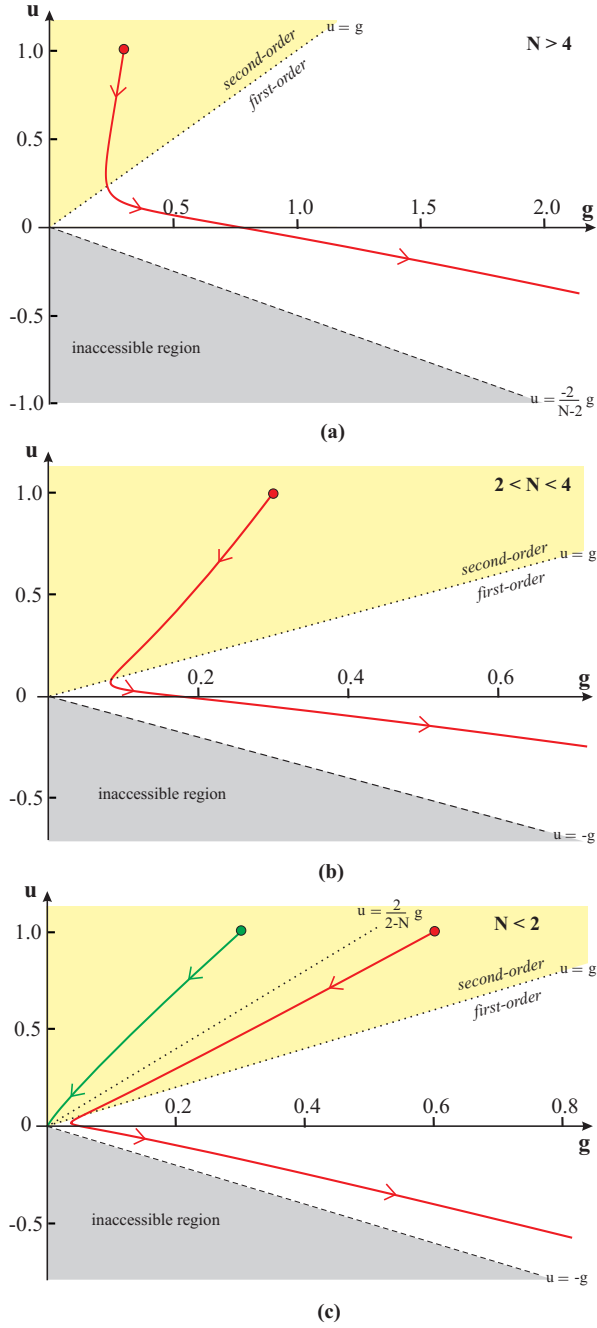 u
u = g
N > 4
1.0
second-order
first-order
0.5
0.5
1.0
1.5
2.0
g
0
-0.5
inaccessible region
-1.0
u = -2/N-2 g
(a)
u
2 < N < 4
1.0
second-order
u = g
first-order
0.5
0.2
0.4
0.6
g
0
-0.5
inaccessible region
u = -g
(b)
u
u = 2/2-N g
N < 2
1.0
second-order
u = g
first-order
0.5
0.2
0.4
0.6
0.8
g
0
-0.5
inaccessible region
u = -g
(c)